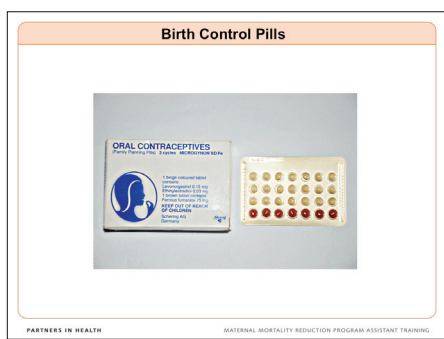 Birth Control Pills
ORAL CONTRACEPTIVES
(Family Planning Pills) 3 cycles MICROGYNON ED Fe
1 beige coloured tablet
contains
Levonorgestrel 0.15 mg
Ethinylestradiol 0.03 mg
1 brown tablet contains
Ferrous fumarate 75 mg
KEEP OUT OF REACH
OF CHILDREN
Schering AG
Germany
PARTNERS IN HEALTH
MATERNAL MORTALITY REDUCTION PROGRAM ASSISTANT TRAINING